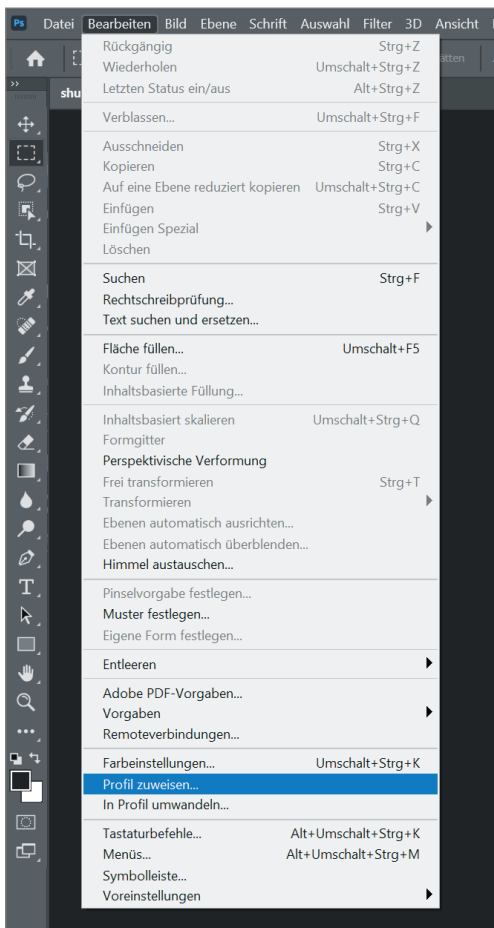 Ps Datei Bearbeiten Bild Ebene Schrift Auswahl Filter 3D Ansicht
shu
Rückgängig Strg+Z
Wiederholen Umschalt+Strg+Z
Letzten Status ein/aus Alt+Strg+Z
Verblassen... Umschalt+Strg+F
Ausschneiden Strg+X
Kopieren Strg+C
Auf eine Ebene reduziert kopieren Umschalt+Strg+C
Einfügen Strg+V
Einfügen Spezial
Löschen
Suchen Strg+F
Rechtschreibprüfung...
Text suchen und ersetzen...
Fläche füllen... Umschalt+F5
Kontur füllen...
Inhaltsbasierte Füllung...
Inhaltsbasiert skalieren Umschalt+Strg+Q
Formgitter
Perspektivische Verformung
Frei transformieren Strg+T
Transformieren
Ebenen automatisch ausrichten...
Ebenen automatisch überblenden...
Himmel austauschen...
Pinselvorgabe festlegen...
Muster festlegen...
Eigene Form festlegen...
Entleeren
Adobe PDF-Vorgaben...
Vorgaben
Remoteverbindungen...
Farbeinstellungen... Umschalt+Strg+K
Profil zuweisen...
In Profil umwandeln...
Tastaturbefehle... Alt+Umschalt+Strg+K
Menüs... Alt+Umschalt+Strg+M
Symbolleiste...
Voreinstellungen